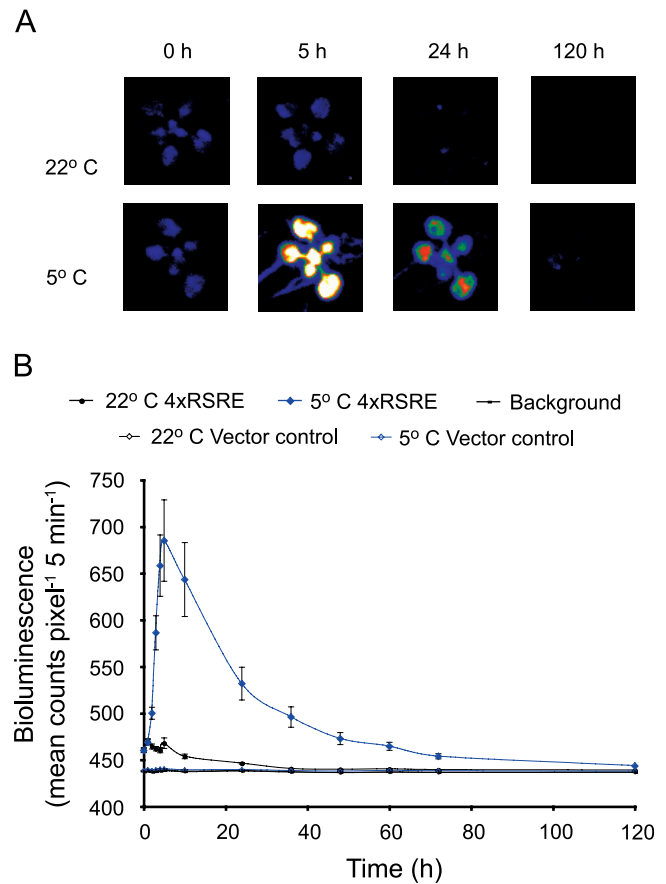 A
0 h 5 h 24 h 120 h
22° C
5° C
B
22° C 4xRSRE 5° C 4xRSRE Background
22° C Vector control 5° C Vector control
750
700
650
600
550
500
450
400
Bioluminescence
(mean counts pixel⁻¹ 5 min⁻¹)
0 20 40 60 80 100 120
Time (h)